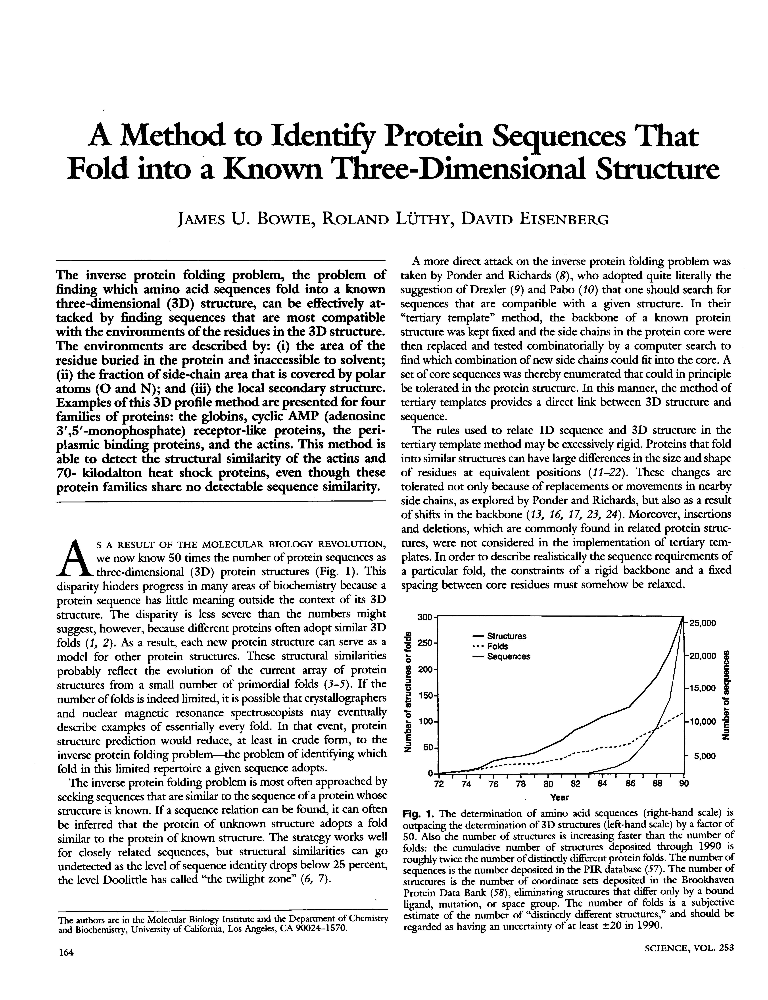 A Method to Identify Protein Sequences That
Fold into a Known Three-Dimensional Structure
JAMES U. BOWIE, ROLAND LÜTHY, DAVID EISENBERG
The inverse protein folding problem, the problem of
finding which amino acid sequences fold into a known
three-dimensional (3D) structure, can be effectively at-
tacked by finding sequences that are most compatible
with the environments of the residues in the 3D structure.
The environments are described by: (i) the area of the
residue buried in the protein and inaccessible to solvent;
(ii) the fraction of side-chain area that is covered by polar
atoms (O and N); and (iii) the local secondary structure.
Examples of this 3D profile method are presented for four
families of proteins: the globins, cyclic AMP (adenosine
3′,5′-monophosphate) receptor-like proteins, the peri-
plasmic binding proteins, and the actins. This method is
able to detect the structural similarity of the actins and
70- kilodalton heat shock proteins, even though these
protein families share no detectable sequence similarity.
AS A RESULT OF THE MOLECULAR BIOLOGY REVOLUTION,
we now know 50 times the number of protein sequences as
three-dimensional (3D) protein structures (Fig. 1). This
disparity hinders progress in many areas of biochemistry because a
protein sequence has little meaning outside the context of its 3D
structure. The disparity is less severe than the numbers might
suggest, however, because different proteins often adopt similar 3D
folds (1, 2). As a result, each new protein structure can serve as a
model for other protein structures. These structural similarities
probably reflect the evolution of the current array of protein
structures from a small number of primordial folds (3–5). If the
number of folds is indeed limited, it is possible that crystallographers
and nuclear magnetic resonance spectroscopists may eventually
describe examples of essentially every fold. In that event, protein
structure prediction would reduce, at least in crude form, to the
inverse protein folding problem—the problem of identifying which
fold in this limited repertoire a given sequence adopts.
The inverse protein folding problem is most often approached by
seeking sequences that are similar to the sequence of a protein whose
structure is known. If a sequence relation can be found, it can often
be inferred that the protein of unknown structure adopts a fold
similar to the protein of known structure. The strategy works well
for closely related sequences, but structural similarities can go
undetected as the level of sequence identity drops below 25 percent,
the level Doolittle has called “the twilight zone” (6, 7).
The authors are in the Molecular Biology Institute and the Department of Chemistry
and Biochemistry, University of California, Los Angeles, CA 90024–1570.
A more direct attack on the inverse protein folding problem was
taken by Ponder and Richards (8), who adopted quite literally the
suggestion of Drexler (9) and Pabo (10) that one should search for
sequences that are compatible with a given structure. In their
“tertiary template” method, the backbone of a known protein
structure was kept fixed and the side chains in the protein core were
then replaced and tested combinatorially by a computer search to
find which combination of new side chains could fit into the core. A
set of core sequences was thereby enumerated that could in principle
be tolerated in the protein structure. In this manner, the method of
tertiary templates provides a direct link between 3D structure and
sequence.
The rules used to relate 1D sequence and 3D structure in the
tertiary template method may be excessively rigid. Proteins that fold
into similar structures can have large differences in the size and shape
of residues at equivalent positions (11–22). These changes are
tolerated not only because of replacements or movements in nearby
side chains, as explored by Ponder and Richards, but also as a result
of shifts in the backbone (13, 16, 17, 23, 24). Moreover, insertions
and deletions, which are commonly found in related protein struc-
tures, were not considered in the implementation of tertiary tem-
plates. In order to describe realistically the sequence requirements of
a particular fold, the constraints of a rigid backbone and a fixed
spacing between core residues must somehow be relaxed.
Number of structures or folds
300
250
200
150
100
50
0
Structures
Folds
Sequences
25,000
20,000
15,000
10,000
5,000
Number of sequences
72 74 76 78 80 82 84 86 88 90
Year
Fig. 1. The determination of amino acid sequences (right-hand scale) is
outpacing the determination of 3D structures (left-hand scale) by a factor of
50. Also the number of structures is increasing faster than the number of
folds: the cumulative number of structures deposited through 1990 is
roughly twice the number of distinctly different protein folds. The number of
sequences is the number deposited in the PIR database (57). The number of
structures is the number of coordinate sets deposited in the Brookhaven
Protein Data Bank (58), eliminating structures that differ only by a bound
ligand, mutation, or space group. The number of folds is a subjective
estimate of the number of “distinctly different structures,” and should be
regarded as having an uncertainty of at least ±20 in 1990.
164
SCIENCE, VOL. 253